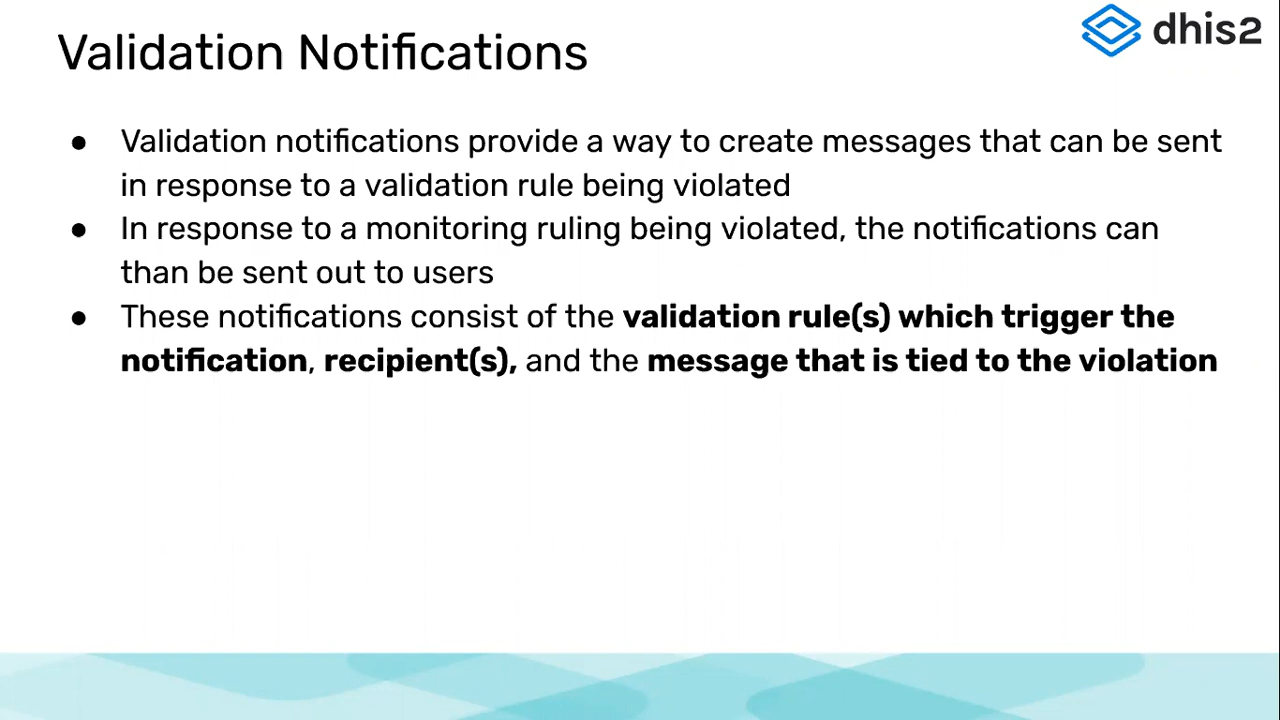 dhis2
Validation Notifications
● Validation notifications provide a way to create messages that can be sent
in response to a validation rule being violated
● In response to a monitoring ruling being violated, the notifications can
than be sent out to users
● These notifications consist of the validation rule(s) which trigger the
notification, recipient(s), and the message that is tied to the violation